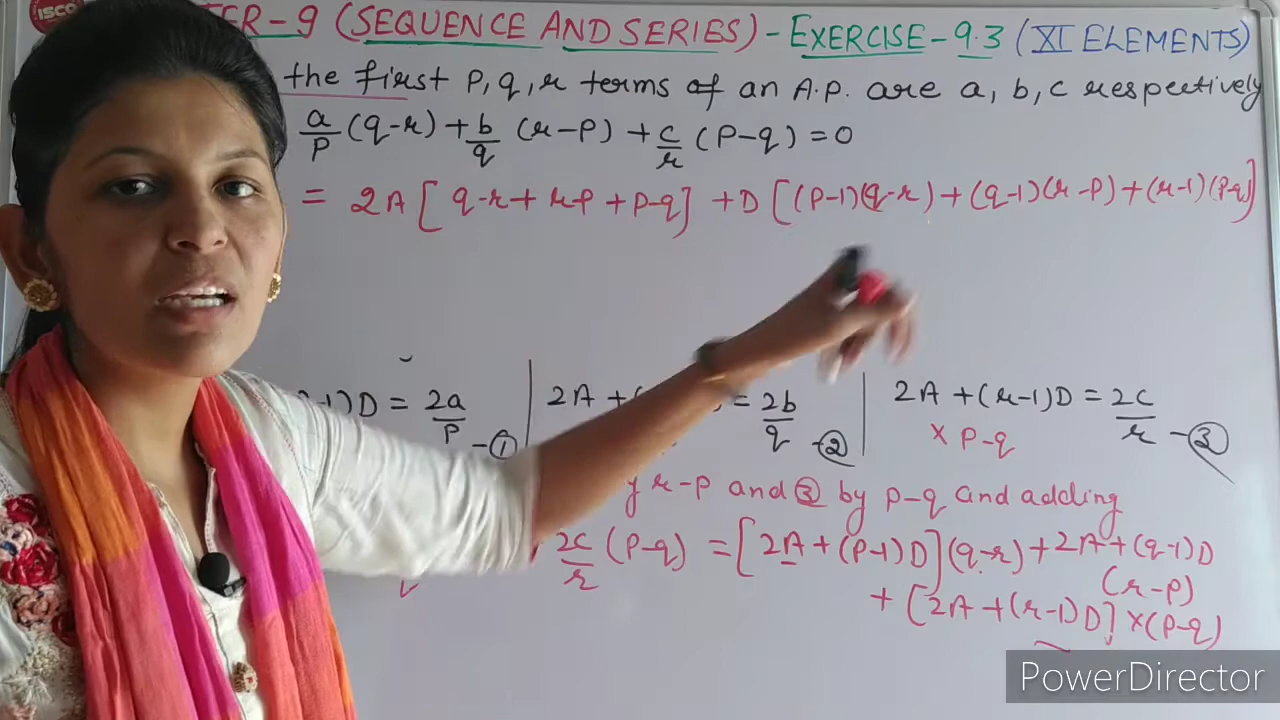 ISCO
TER-9 (SEQUENCE AND SERIES) - EXERCISE-9.3 (XI ELEMENTS)
the first P, q, r terms of an A.P. are a, b, c respectively
a/P (q-r) + b/q (r-P) + c/r (P-q) = 0
= 2A [ q-r + r-P + P-q ] + D [ (P-1)(q-r) + (q-1)(r-P) + (r-1)(P-q) ]
-1)D = 2a/P -①
2A + = 2b/q -②
2A + (r-1)D = 2c/r -③
× P-q
y r-P and ③ by P-q and adding
2c/r (P-q) = [2A + (P-1)D](q-r) + 2A + (q-1)D
(r-P)
+ [2A + (r-1)D] × (P-q)
PowerDirector